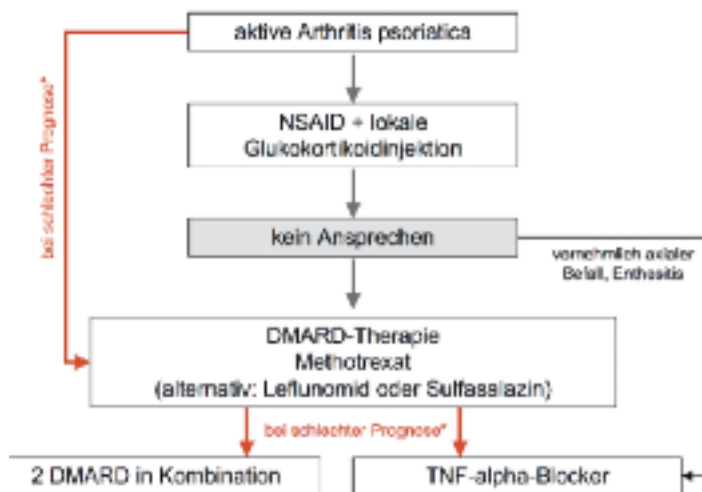 aktive Arthritis psoriatica
bei schlechter Prognose*
NSAID + lokale
Glukokortikoidinjektion
kein Ansprechen
vornehmlich axialer
Befall, Enthesitis
DMARD-Therapie
Methotrexat
(alternativ: Leflunomid oder Sulfasalazin)
bei schlechter Prognose*
2 DMARD in Kombination
TNF-alpha-Blocker